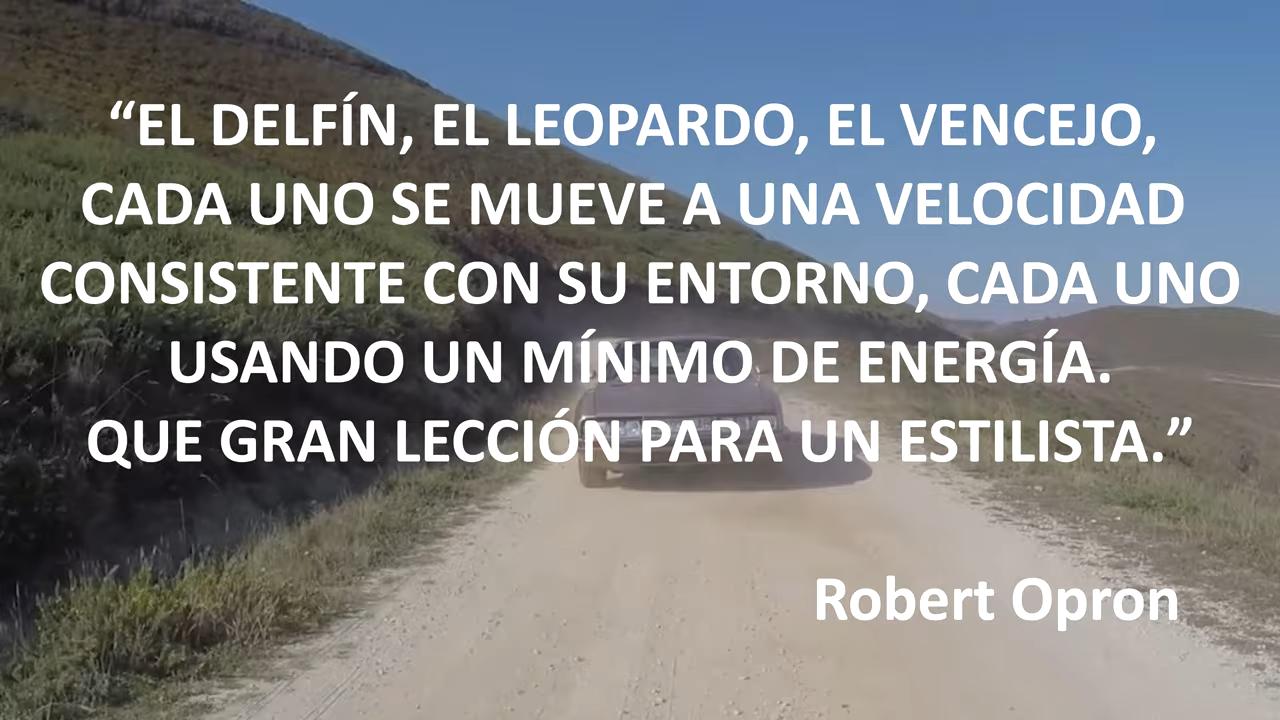 “EL DELFÍN, EL LEOPARDO, EL VENCEJO,
CADA UNO SE MUEVE A UNA VELOCIDAD
CONSISTENTE CON SU ENTORNO, CADA UNO
USANDO UN MÍNIMO DE ENERGÍA.
QUE GRAN LECCIÓN PARA UN ESTILISTA.”
Robert Opron